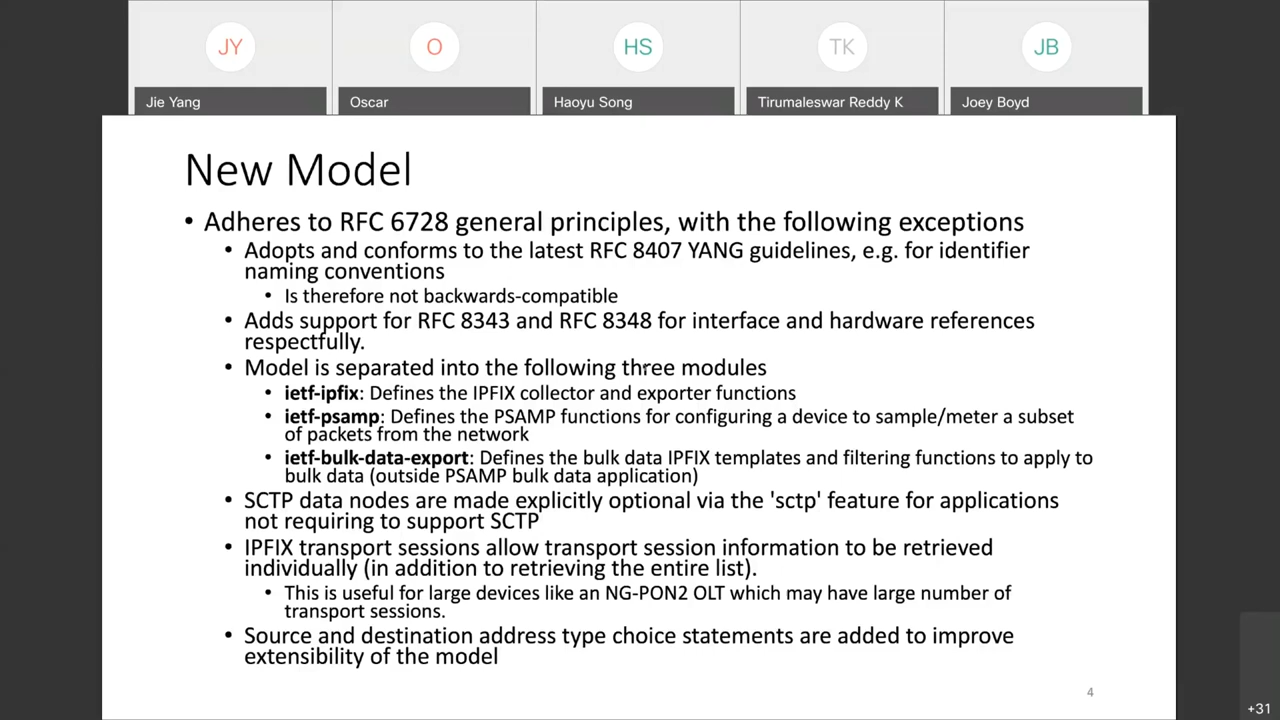 JY
O
HS
TK
JB
Jie Yang
Oscar
Haoyu Song
Tirumaleswar Reddy K
Joey Boyd
New Model
• Adheres to RFC 6728 general principles, with the following exceptions
• Adopts and conforms to the latest RFC 8407 YANG guidelines, e.g. for identifier
naming conventions
• Is therefore not backwards-compatible
• Adds support for RFC 8343 and RFC 8348 for interface and hardware references
respectfully.
• Model is separated into the following three modules
• ietf-ipfix: Defines the IPFIX collector and exporter functions
• ietf-psamp: Defines the PSAMP functions for configuring a device to sample/meter a subset
of packets from the network
• ietf-bulk-data-export: Defines the bulk data IPFIX templates and filtering functions to apply to
bulk data (outside PSAMP bulk data application)
• SCTP data nodes are made explicitly optional via the 'sctp' feature for applications
not requiring to support SCTP
• IPFIX transport sessions allow transport session information to be retrieved
individually (in addition to retrieving the entire list).
• This is useful for large devices like an NG-PON2 OLT which may have large number of
transport sessions.
• Source and destination address type choice statements are added to improve
extensibility of the model
4
+31